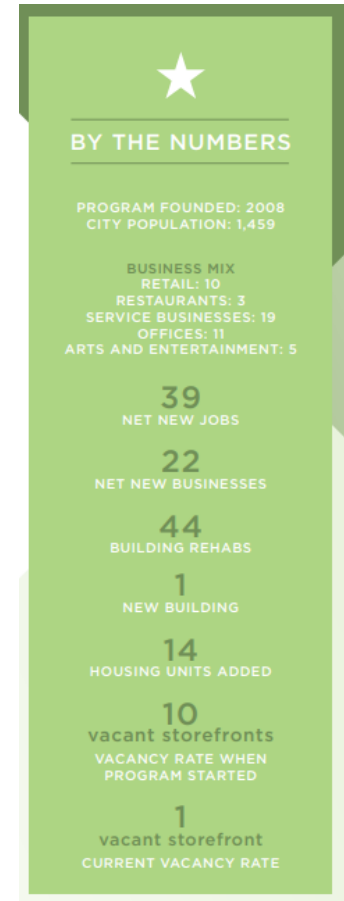 BY THE NUMBERS
PROGRAM FOUNDED: 2008
CITY POPULATION: 1,459
BUSINESS MIX
RETAIL: 10
RESTAURANTS: 3
SERVICE BUSINESSES: 19
OFFICES: 11
ARTS AND ENTERTAINMENT: 5
39
NET NEW JOBS
22
NET NEW BUSINESSES
44
BUILDING REHABS
1
NEW BUILDING
14
HOUSING UNITS ADDED
10
vacant storefronts
VACANCY RATE WHEN
PROGRAM STARTED
1
vacant storefront
CURRENT VACANCY RATE